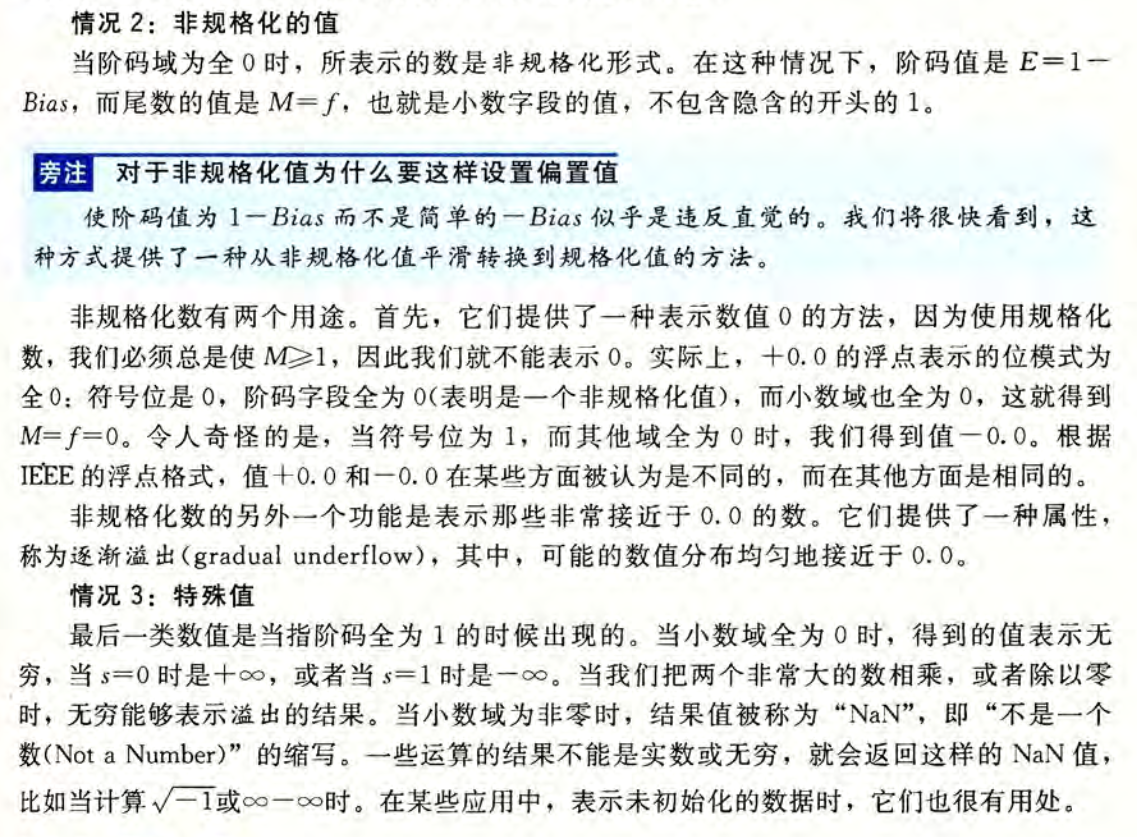 情况 2：非规格化的值
当阶码域为全 0 时，所表示的数是非规格化形式。在这种情况下，阶码值是 E＝1－
Bias，而尾数的值是 M＝f，也就是小数字段的值，不包含隐含的开头的 1。
旁注 对于非规格化值为什么要这样设置偏置值
使阶码值为 1－Bias 而不是简单的－Bias 似乎是违反直觉的。我们将很快看到，这
种方式提供了一种从非规格化值平滑转换到规格化值的方法。
非规格化数有两个用途。首先，它们提供了一种表示数值 0 的方法，因为使用规格化
数，我们必须总是使 M⩾1，因此我们就不能表示 0。实际上，＋0.0 的浮点表示的位模式为
全 0：符号位是 0，阶码字段全为 0(表明是一个非规格化值)，而小数域也全为 0，这就得到
M＝f＝0。令人奇怪的是，当符号位为 1，而其他域全为 0 时，我们得到值－0.0。根据
IEEE 的浮点格式，值＋0.0 和－0.0 在某些方面被认为是不同的，而在其他方面是相同的。
非规格化数的另外一个功能是表示那些非常接近于 0.0 的数。它们提供了一种属性，
称为逐渐溢出(gradual underflow)，其中，可能的数值分布均匀地接近于 0.0。
情况 3：特殊值
最后一类数值是当指阶码全为 1 的时候出现的。当小数域全为 0 时，得到的值表示无
穷，当 s＝0 时是＋∞，或者当 s＝1 时是－∞。当我们把两个非常大的数相乘，或者除以零
时，无穷能够表示溢出的结果。当小数域为非零时，结果值被称为“NaN”，即“不是一个
数(Not a Number)”的缩写。一些运算的结果不能是实数或无穷，就会返回这样的 NaN 值，
比如当计算√－1或∞－∞时。在某些应用中，表示未初始化的数据时，它们也很有用处。